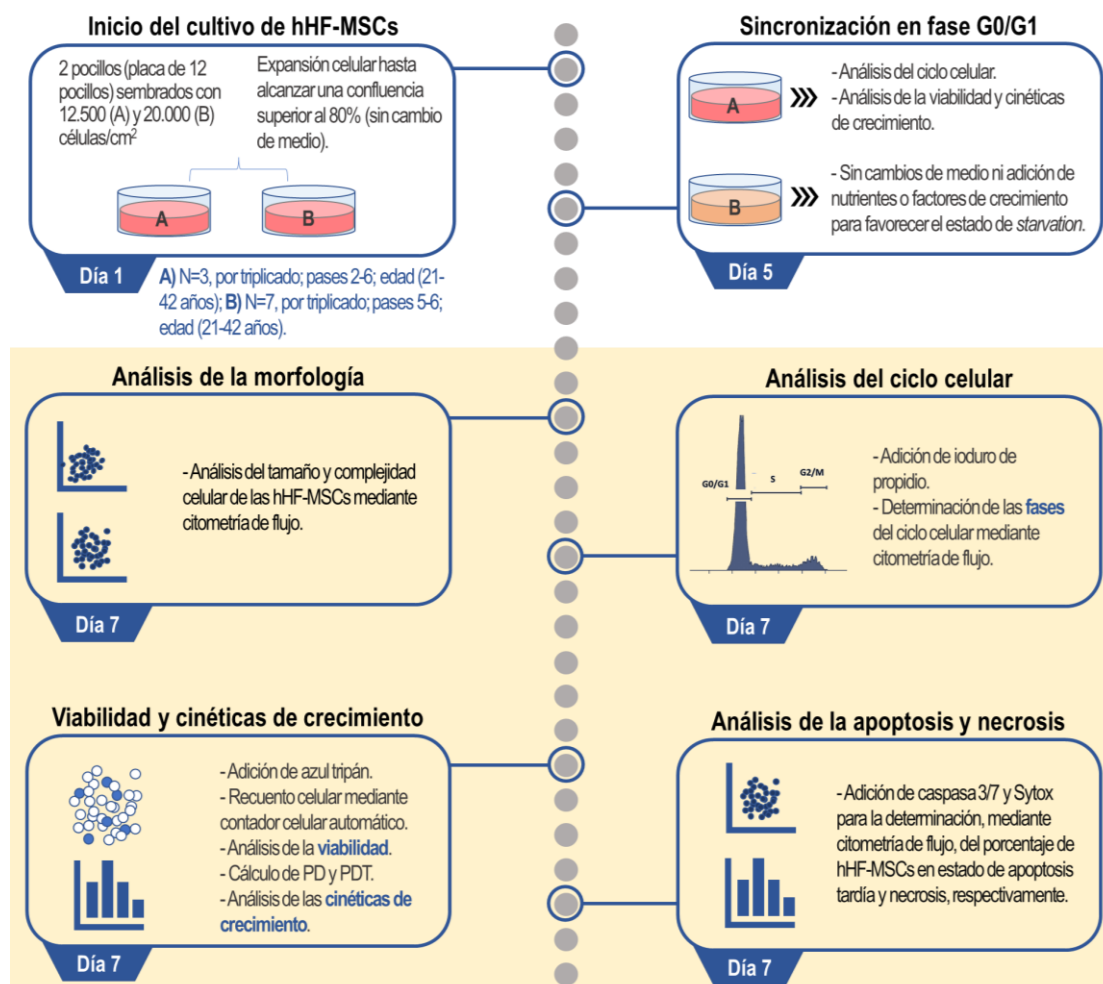 Inicio del cultivo de hHF-MSCs
2 pocillos (placa de 12
pocillos) sembrados con
12.500 (A) y 20.000 (B)
células/cm2
Expansión celular hasta
alcanzar una confluencia
superior al 80% (sin cambio
de medio).
A
B
Día 1
A) N=3, por triplicado; pases 2-6; edad (21-
42 años); B) N=7, por triplicado; pases 5-6;
edad (21-42 años).
Sincronización en fase G0/G1
A
- Análisis del ciclo celular.
- Análisis de la viabilidad y cinéticas
de crecimiento.
B
- Sin cambios de medio ni adición de
nutrientes o factores de crecimiento
para favorecer el estado de starvation.
Día 5
Análisis de la morfología
- Análisis del tamaño y complejidad
celular de las hHF-MSCs mediante
citometría de flujo.
Día 7
Análisis del ciclo celular
G0/G1
S
G2/M
- Adición de ioduro de
propidio.
- Determinación de las fases
del ciclo celular mediante
citometría de flujo.
Día 7
Viabilidad y cinéticas de crecimiento
- Adición de azul tripán.
- Recuento celular mediante
contador celular automático.
- Análisis de la viabilidad.
- Cálculo de PD y PDT.
- Análisis de las cinéticas de
crecimiento.
Día 7
Análisis de la apoptosis y necrosis
- Adición de caspasa 3/7 y Sytox
para la determinación, mediante
citometría de flujo, del porcentaje de
hHF-MSCs en estado de apoptosis
tardía y necrosis, respectivamente.
Día 7